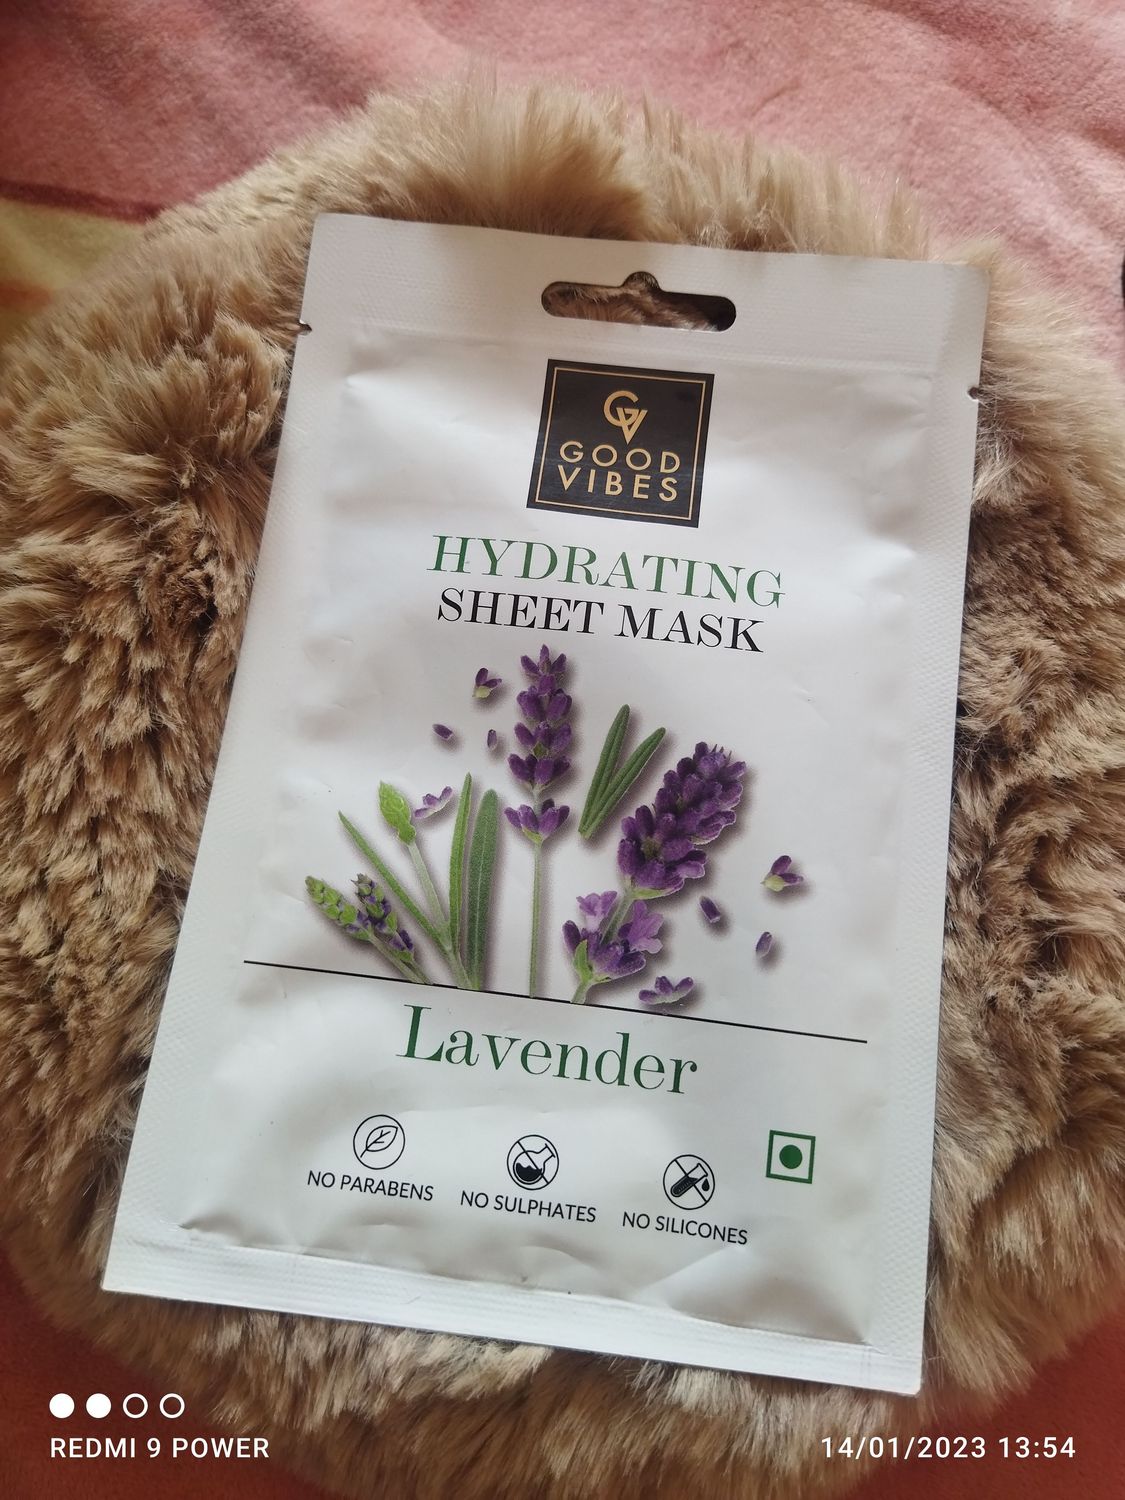 GV
GOOD
VIBES
HYDRATING
SHEET MASK
Lavender
NO PARABENS
NO SULPHATES
NO SILICONES
REDMI 9 POWER
14/01/2023 13:54